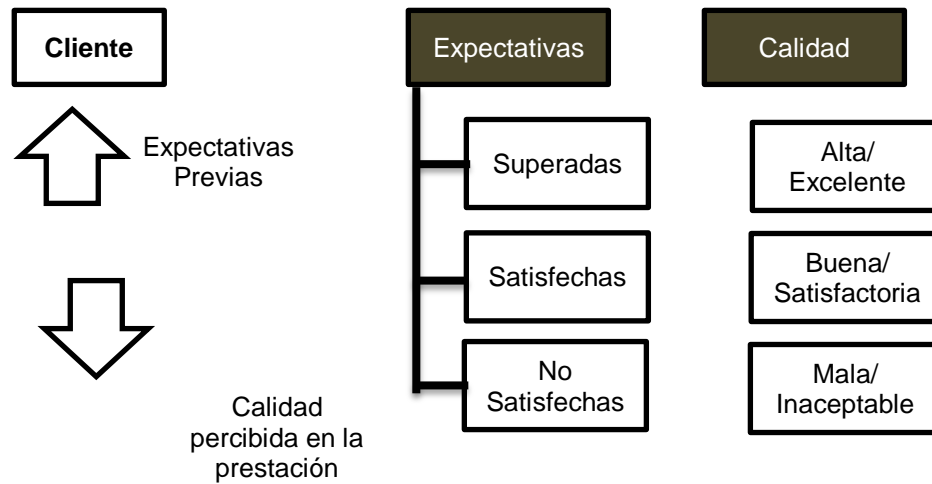 Cliente
Expectativas
Previas
Calidad
percibida en la
prestación
Expectativas
Superadas
Satisfechas
No
Satisfechas
Calidad
Alta/
Excelente
Buena/
Satisfactoria
Mala/
Inaceptable